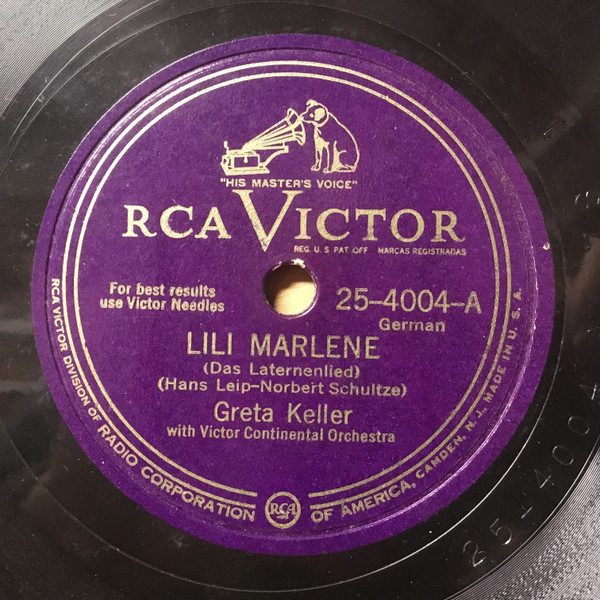 "HIS MASTER'S VOICE"
RCA VICTOR
REG. U.S. PAT. OFF. MARCAS REGISTRADAS
For best results
use Victor Needles
25-4004-A
German
LILI MARLENE
(Das Laternenlied)
(Hans Leip-Norbert Schultze)
Greta Keller
with Victor Continental Orchestra
RCA VICTOR DIVISION OF RADIO CORPORATION OF AMERICA, CAMDEN, N.J., MADE IN U.S.A.
RCA
25-4004